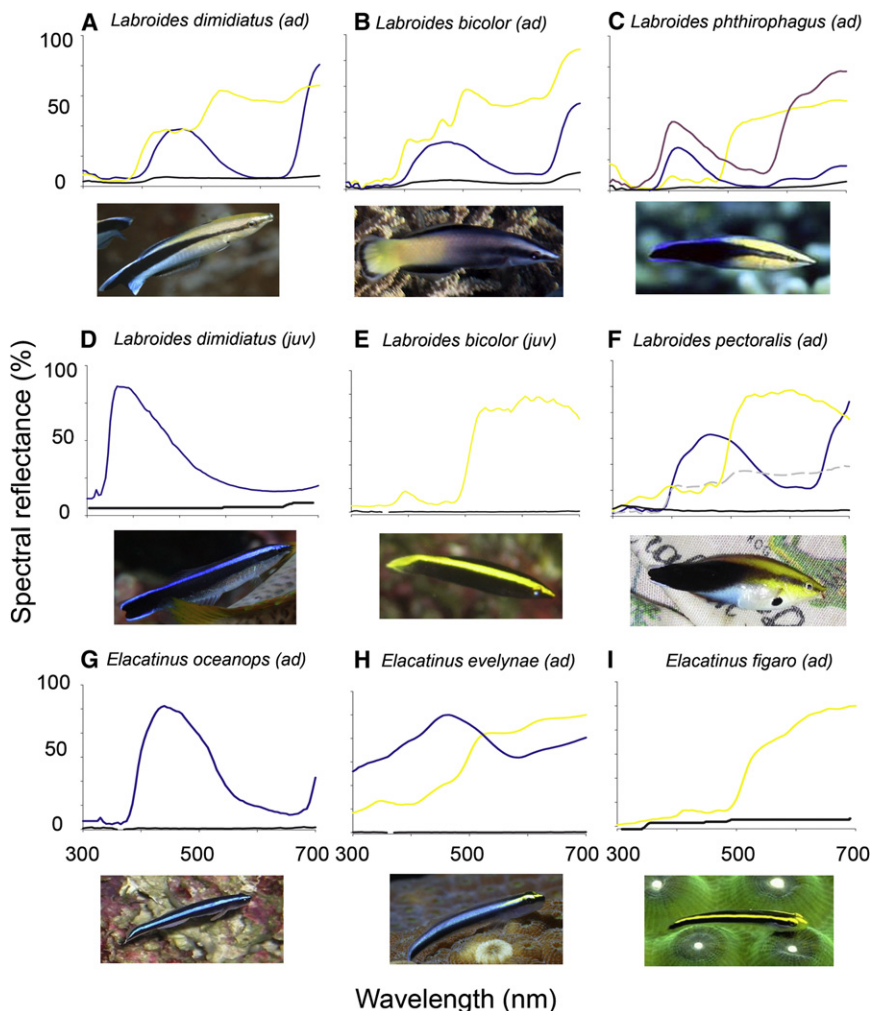 A Labroides dimidiatus (ad)
B Labroides bicolor (ad)
C Labroides phthirophagus (ad)
100
50
0
D Labroides dimidiatus (juv)
E Labroides bicolor (juv)
F Labroides pectoralis (ad)
100
50
0
Spectral reflectance (%)
G Elacatinus oceanops (ad)
H Elacatinus evelynae (ad)
I Elacatinus figaro (ad)
100
50
0
300 500 700
300 500 700
300 500 700
Wavelength (nm)